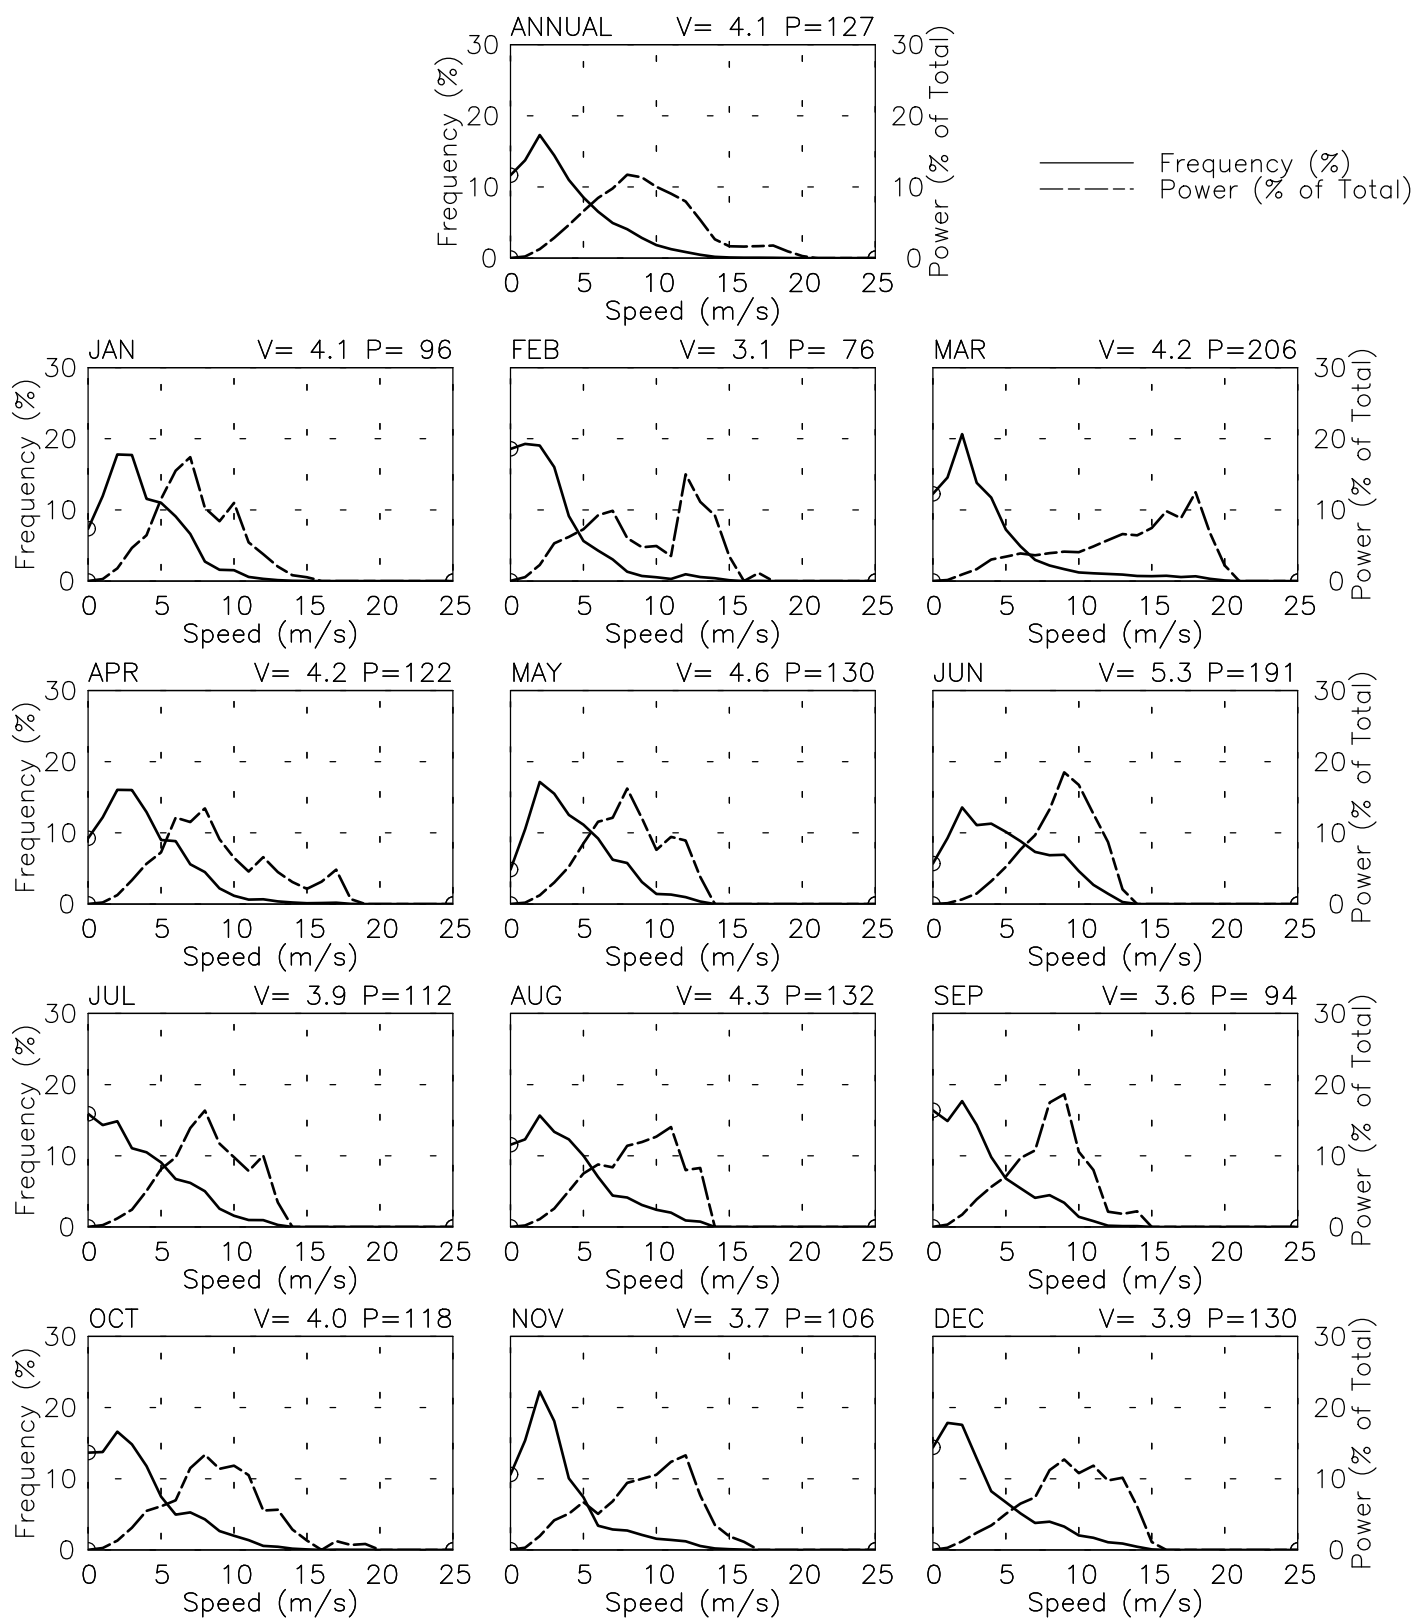 ANNUAL V= 4.1 P=127
30 30
20 20
10 10
0 0
Frequency (%)
Power (% of Total)
0 5 10 15 20 25
Speed (m/s)
Frequency (%)
Power (% of Total)
JAN V= 4.1 P= 96
FEB V= 3.1 P= 76
MAR V= 4.2 P=206
30 30
20 20
10 10
0 0
Frequency (%)
Power (% of Total)
0 5 10 15 20 25
0 5 10 15 20 25
0 5 10 15 20 25
Speed (m/s)
Speed (m/s)
Speed (m/s)
APR V= 4.2 P=122
MAY V= 4.6 P=130
JUN V= 5.3 P=191
30 30
20 20
10 10
0 0
Frequency (%)
Power (% of Total)
0 5 10 15 20 25
0 5 10 15 20 25
0 5 10 15 20 25
Speed (m/s)
Speed (m/s)
Speed (m/s)
JUL V= 3.9 P=112
AUG V= 4.3 P=132
SEP V= 3.6 P= 94
30 30
20 20
10 10
0 0
Frequency (%)
Power (% of Total)
0 5 10 15 20 25
0 5 10 15 20 25
0 5 10 15 20 25
Speed (m/s)
Speed (m/s)
Speed (m/s)
OCT V= 4.0 P=118
NOV V= 3.7 P=106
DEC V= 3.9 P=130
30 30
20 20
10 10
0 0
Frequency (%)
Power (% of Total)
0 5 10 15 20 25
0 5 10 15 20 25
0 5 10 15 20 25
Speed (m/s)
Speed (m/s)
Speed (m/s)